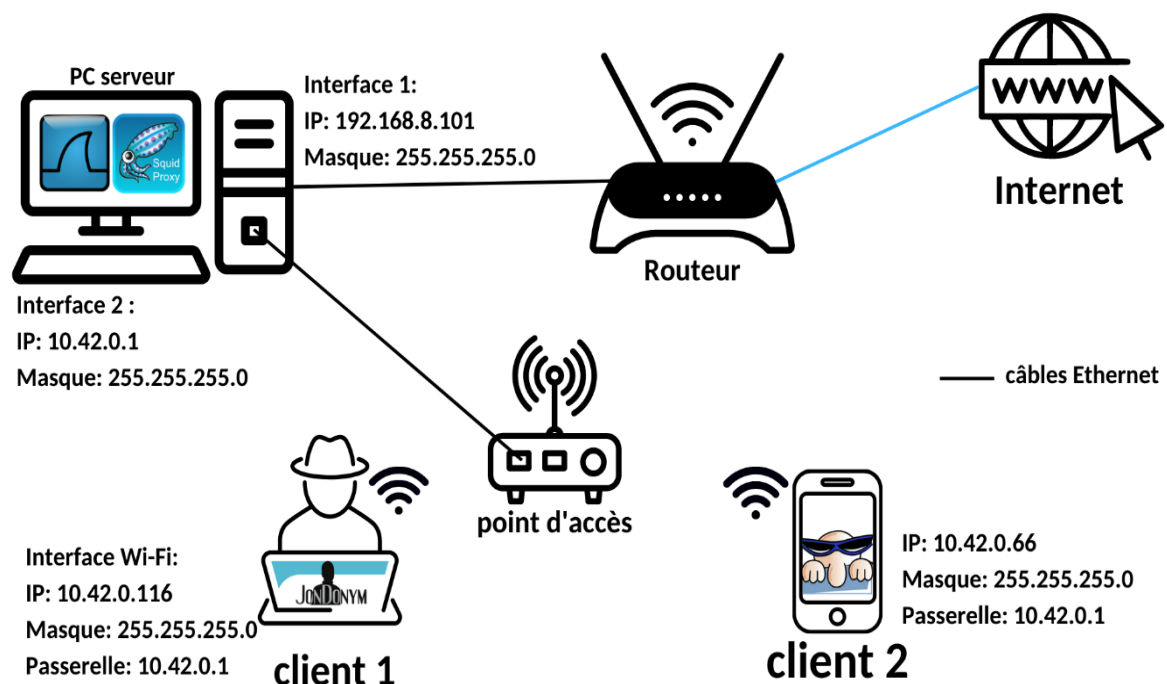 PC serveur
Squid
Proxy
Interface 1:
IP: 192.168.8.101
Masque: 255.255.255.0
Routeur
www
Internet
Interface 2 :
IP: 10.42.0.1
Masque: 255.255.255.0
câbles Ethernet
point d'accès
Interface Wi-Fi:
IP: 10.42.0.116
Masque: 255.255.255.0
Passerelle: 10.42.0.1
JONDONYM
client 1
IP: 10.42.0.66
Masque: 255.255.255.0
Passerelle: 10.42.0.1
client 2